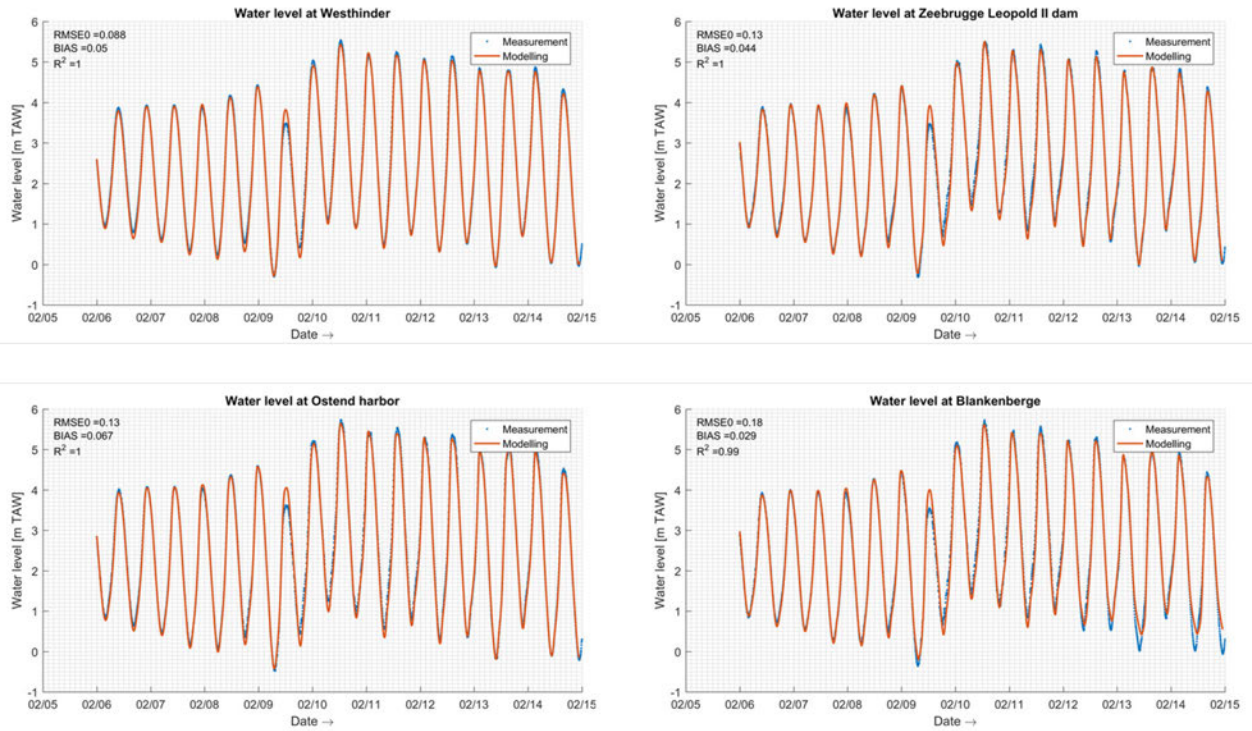 Water level at Westhinder
RMSE0 =0.088
BIAS =0.05
R² =1
Measurement
Modelling
Water level [m TAW]
6
5
4
3
2
1
0
-1
02/05 02/06 02/07 02/08 02/09 02/10 02/11 02/12 02/13 02/14 02/15
Date →
Water level at Zeebrugge Leopold II dam
RMSE0 =0.13
BIAS =0.044
R² =1
Measurement
Modelling
Water level [m TAW]
6
5
4
3
2
1
0
-1
02/05 02/06 02/07 02/08 02/09 02/10 02/11 02/12 02/13 02/14 02/15
Date →
Water level at Ostend harbor
RMSE0 =0.13
BIAS =0.067
R² =1
Measurement
Modelling
Water level [m TAW]
6
5
4
3
2
1
0
-1
02/05 02/06 02/07 02/08 02/09 02/10 02/11 02/12 02/13 02/14 02/15
Date →
Water level at Blankenberge
RMSE0 =0.18
BIAS =0.029
R² =0.99
Measurement
Modelling
Water level [m TAW]
6
5
4
3
2
1
0
-1
02/05 02/06 02/07 02/08 02/09 02/10 02/11 02/12 02/13 02/14 02/15
Date →